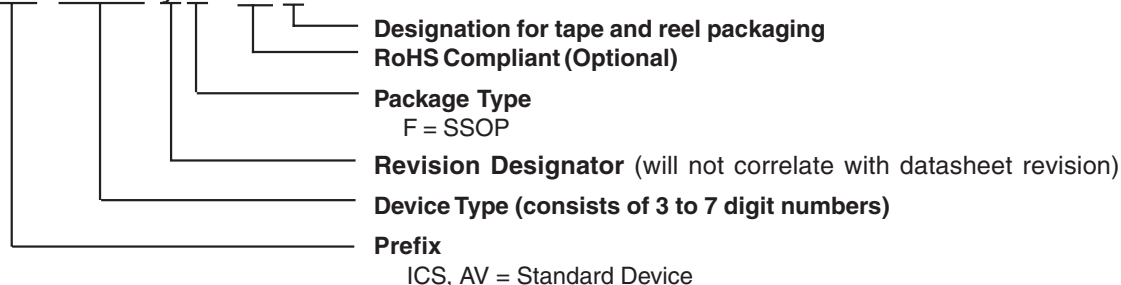 Designation for tape and reel packaging
RoHS Compliant (Optional)
Package Type
F = SSOP
Revision Designator (will not correlate with datasheet revision)
Device Type (consists of 3 to 7 digit numbers)
Prefix
ICS, AV = Standard Device